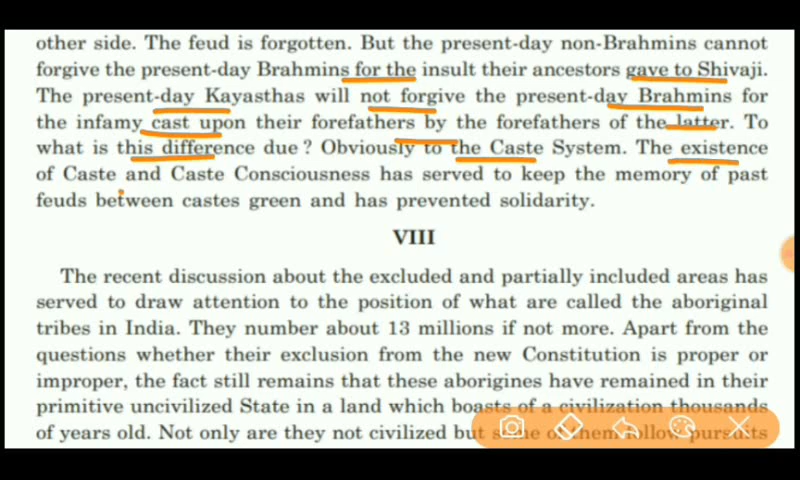 other side. The feud is forgotten. But the present-day non-Brahmins cannot
forgive the present-day Brahmins for the insult their ancestors gave to Shivaji.
The present-day Kayasthas will not forgive the present-day Brahmins for
the infamy cast upon their forefathers by the forefathers of the latter. To
what is this difference due? Obviously to the Caste System. The existence
of Caste and Caste Consciousness has served to keep the memory of past
feuds between castes green and has prevented solidarity.
VIII
The recent discussion about the excluded and partially included areas has
served to draw attention to the position of what are called the aboriginal
tribes in India. They number about 13 millions if not more. Apart from the
questions whether their exclusion from the new Constitution is proper or
improper, the fact still remains that these aborigines have remained in their
primitive uncivilized State in a land which boasts of a civilization thousands
of years old. Not only are they not civilized but some of them follow pursuits